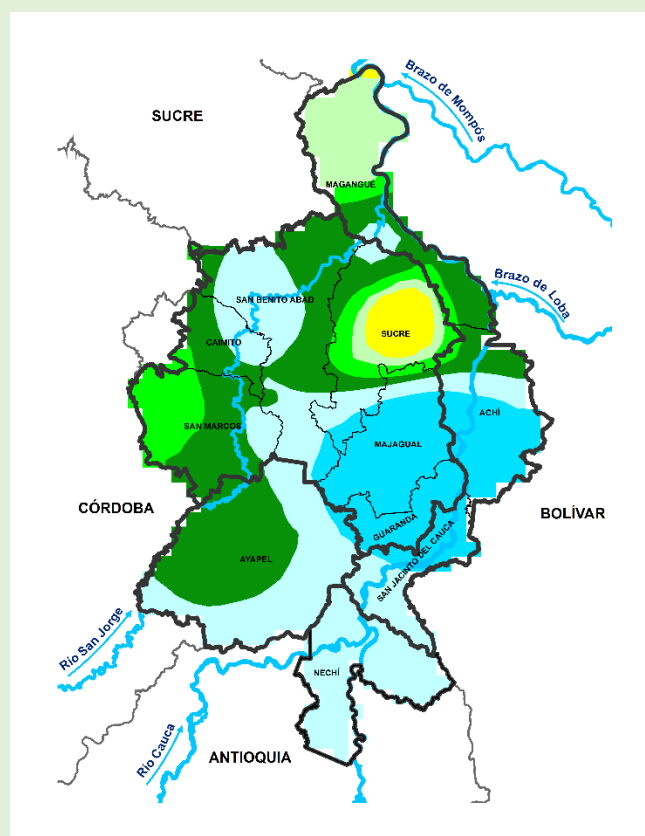 Brazo de Mompós
SUCRE
MAGANGUÉ
Brazo de Loba
SAN BENITO ABAD
SUCRE
CAIMITO
ACHÍ
SAN MARCOS
MAJAGUAL
CÓRDOBA
BOLÍVAR
GUARANDA
AYAPEL
SAN JACINTO DEL CAUCA
Río San Jorge
NECHÍ
Río Cauca
ANTIOQUIA